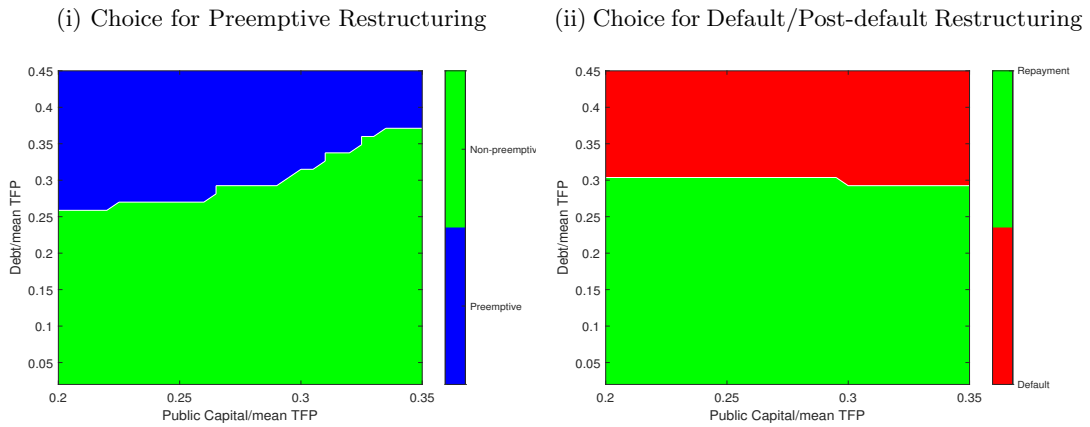 (i) Choice for Preemptive Restructuring
(ii) Choice for Default/Post-default Restructuring
0.45
0.4
0.35
0.3
0.25
0.2
0.15
0.1
0.05
Debt/mean TFP
0.2
0.25
0.3
0.35
Public Capital/mean TFP
Non-preemptiv
Preemptive
0.45
0.4
0.35
0.3
0.25
0.2
0.15
0.1
0.05
Debt/mean TFP
0.2
0.25
0.3
0.35
Public Capital/mean TFP
Repayment
Default